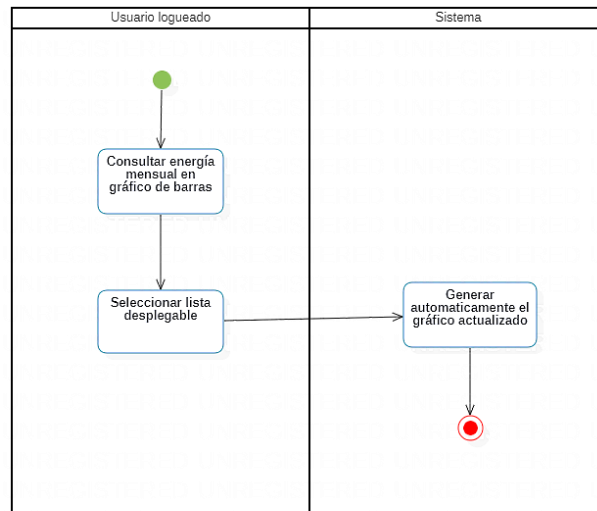 Usuario logueado
Sistema
Consultar energía
mensual en
gráfico de barras
Seleccionar lista
desplegable
Generar
automaticamente el
gráfico actualizado